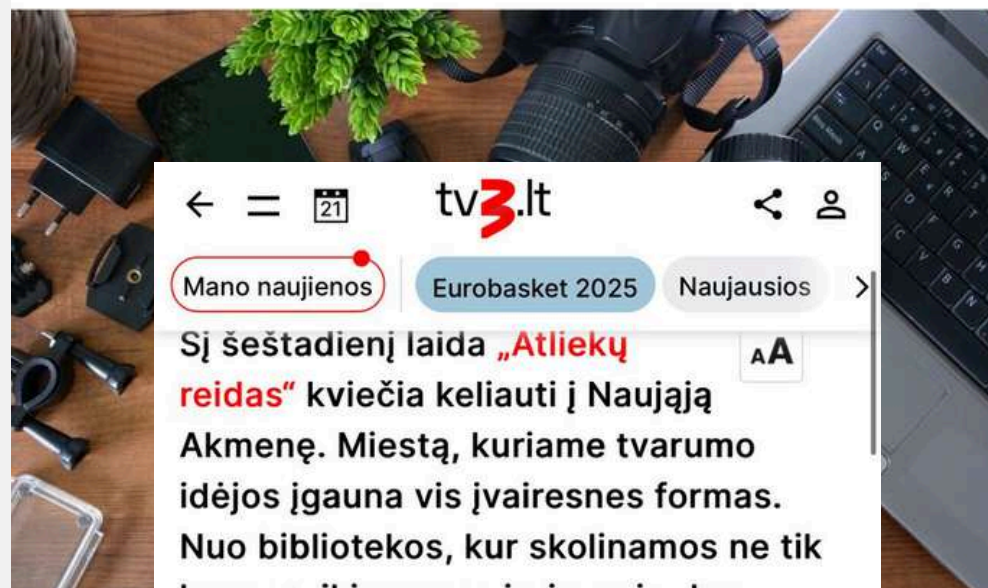 21
tv3.lt
Mano naujienos
Eurobasket 2025
Naujausios
Šį šeštadienį laida „Atliekų
AA
reidas“ kviečia keliauti į Naująją
Akmenę. Miestą, kuriame tvarumo
idėjos įgauna vis įvairesnes formas.
Nuo bibliotekos, kur skolinamos ne tik